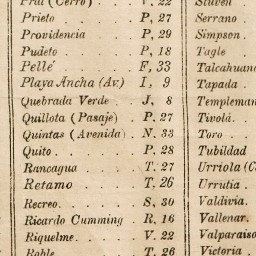 Prat (Cerro) . . . . . V, 22
Prieto . . . . . P, 27
Providencia . . . . P, 29
Pudeto . . . . . P, 18
Pellé . . . . . F, 33
Playa Ancha (Av.) I, 9
Quebrada Verde . J, 8
Quillota (Pasaje) . P. 27
Quintas (Avenida) . N. 33
Quito . . . . . P. 28
Rancagua . . . . T. 27
Retamo . . . . T. 26
Recreo . . . . . S, 30
Ricardo Cumming . R, 16
Riquelme . . . . V. 22
Roble . . . . . T. 26
Stuven
Serrano .
Simpson.
Tagle .
Talcahuano
Tapada .
Templeman
Tivolá. .
Toro . .
Tubildad
Urriola (C
Urrutia .
Valdivia.
Vallenar.
Valparaiso
Victoria .